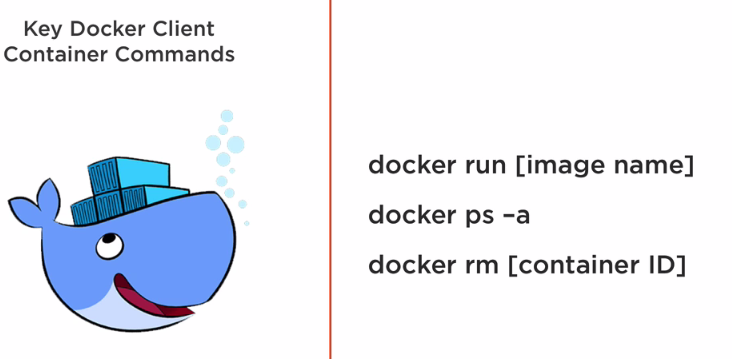 Key Docker Client
Container Commands
docker run [image name]
docker ps –a
docker rm [container ID]